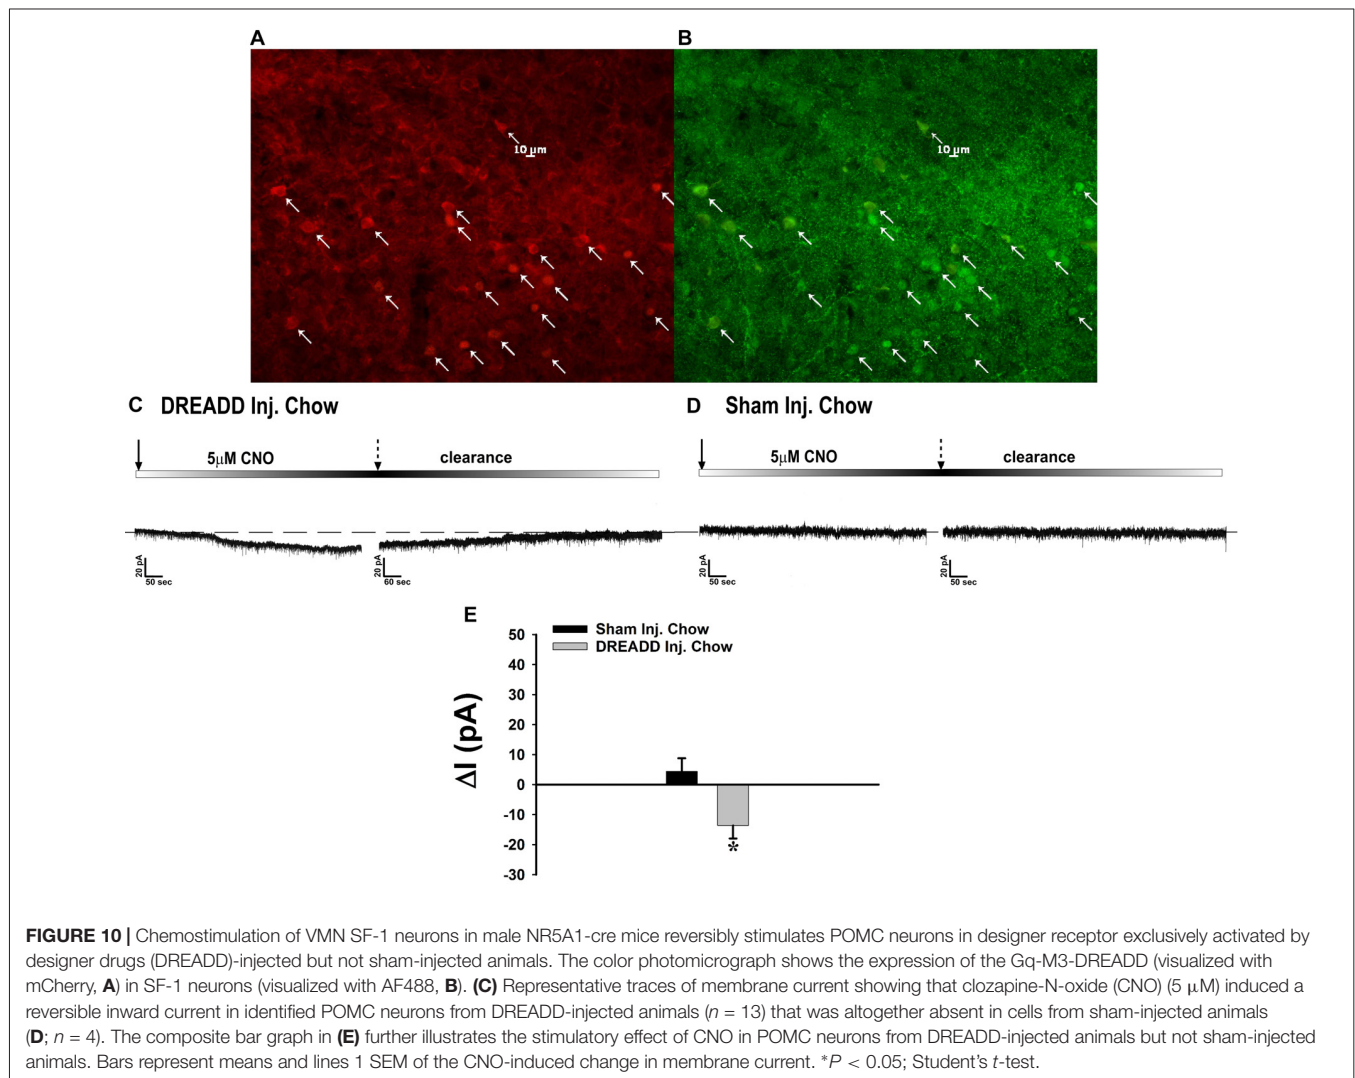 A
B
10 µm
10 µm
C DREADD Inj. Chow
D Sham Inj. Chow
5µM CNO
clearance
5µM CNO
clearance
20 pA
50 sec
20 pA
60 sec
20 pA
50 sec
20 pA
50 sec
E
Sham Inj. Chow
DREADD Inj. Chow
50
40
30
20
10
0
-10
-20
-30
ΔI (pA)
*
FIGURE 10 | Chemostimulation of VMN SF-1 neurons in male NR5A1-cre mice reversibly stimulates POMC neurons in designer receptor exclusively activated by
designer drugs (DREADD)-injected but not sham-injected animals. The color photomicrograph shows the expression of the Gq-M3-DREADD (visualized with
mCherry, A) in SF-1 neurons (visualized with AF488, B). (C) Representative traces of membrane current showing that clozapine-N-oxide (CNO) (5 µM) induced a
reversible inward current in identified POMC neurons from DREADD-injected animals (n = 13) that was altogether absent in cells from sham-injected animals
(D; n = 4). The composite bar graph in (E) further illustrates the stimulatory effect of CNO in POMC neurons from DREADD-injected animals but not sham-injected
animals. Bars represent means and lines 1 SEM of the CNO-induced change in membrane current. *P < 0.05; Student's t-test.